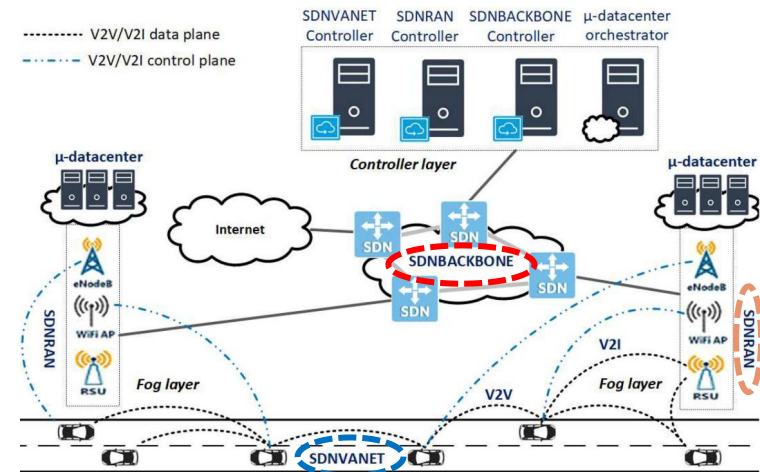 SDNVANET
Controller
SDNRAN
Controller
SDNBACKBONE
Controller
μ-datacenter
orchestrator
V2V/V2I data plane
V2V/V2I control plane
Controller layer
μ-datacenter
μ-datacenter
Internet
SDN
SDN
SDNBACKBONE
SDN
SDN
eNodeB
WiFi AP
RSU
SDNRAN
eNodeB
WiFi AP
RSU
SDNRAN
Fog layer
V2I
V2V
Fog layer
SDNVANET